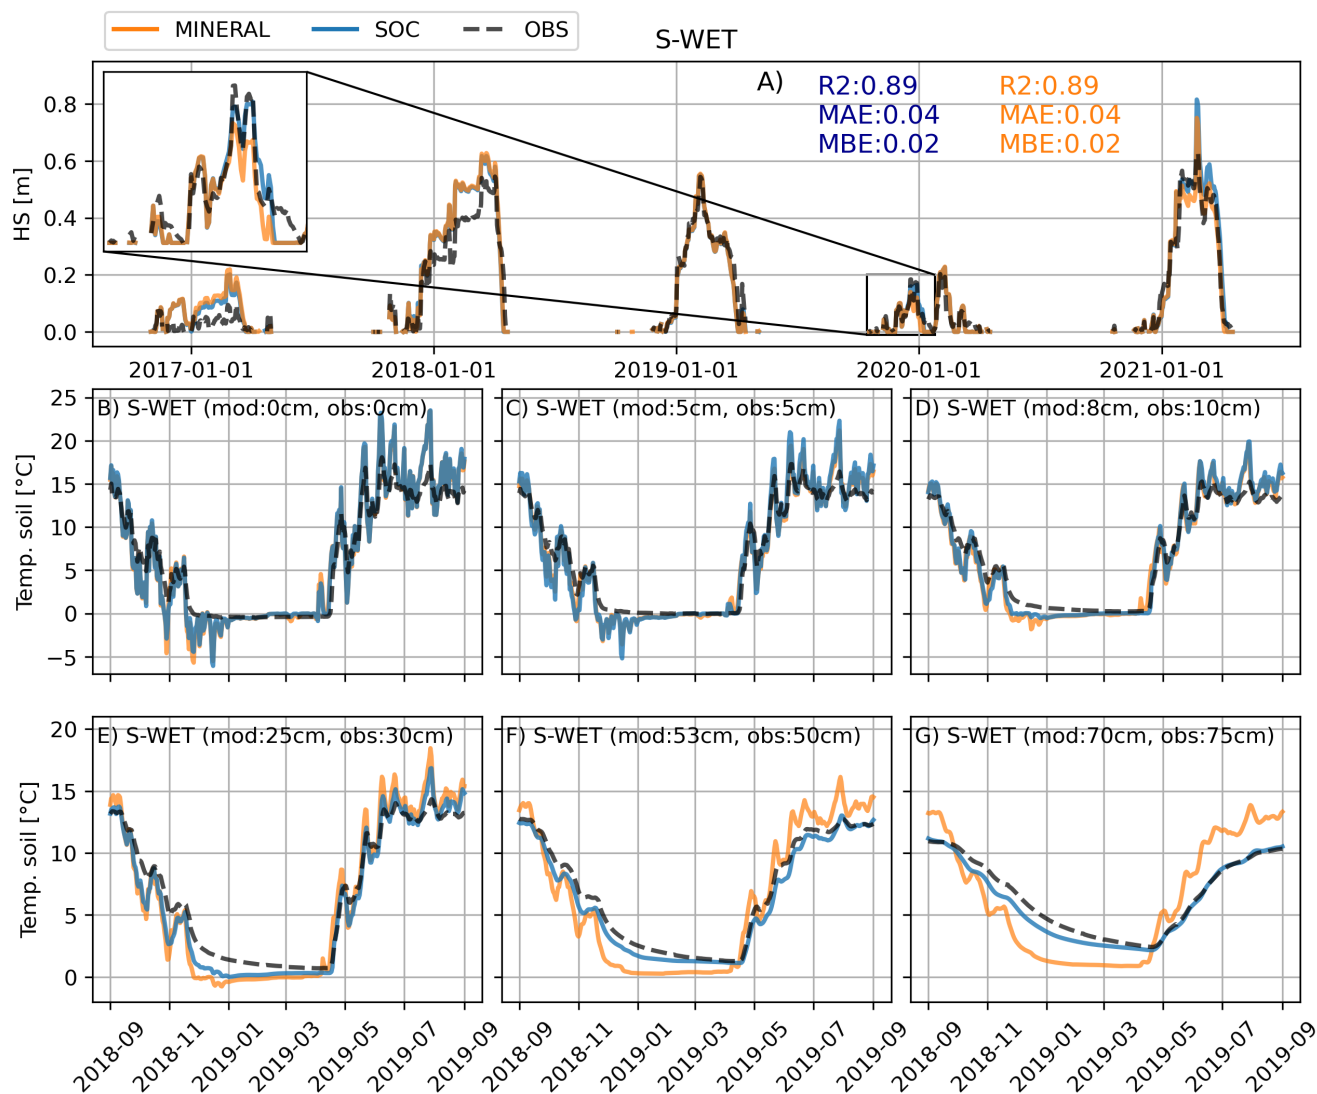 MINERAL SOC OBS
S-WET
A)
R2:0.89 R2:0.89
MAE:0.04 MAE:0.04
MBE:0.02 MBE:0.02
HS [m]
0.8
0.6
0.4
0.2
0.0
2017-01-01 2018-01-01 2019-01-01 2020-01-01 2021-01-01
B) S-WET (mod:0cm, obs:0cm) C) S-WET (mod:5cm, obs:5cm) D) S-WET (mod:8cm, obs:10cm)
Temp. soil [°C]
25
20
15
10
5
0
−5
E) S-WET (mod:25cm, obs:30cm) F) S-WET (mod:53cm, obs:50cm) G) S-WET (mod:70cm, obs:75cm)
Temp. soil [°C]
20
15
10
5
0
2018-09 2018-11 2019-01 2019-03 2019-05 2019-07 2019-09 2018-09 2018-11 2019-01 2019-03 2019-05 2019-07 2019-09 2018-09 2018-11 2019-01 2019-03 2019-05 2019-07 2019-09